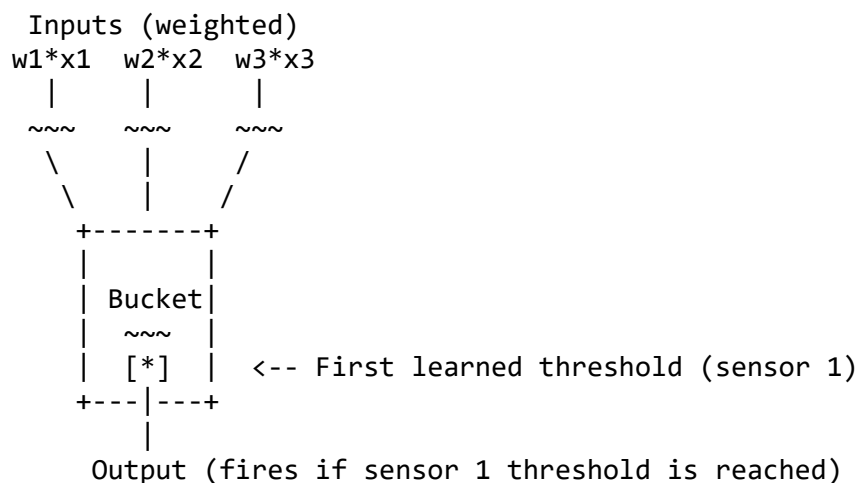 Inputs (weighted)
w1*x1 w2*x2 w3*x3
| | |
~~~ ~~~ ~~~
\ | /
\ | /
+-------+
| |
| Bucket|
| ~~~ |
| [*] | <-- First learned threshold (sensor 1)
+---|---+
|
Output (fires if sensor 1 threshold is reached)